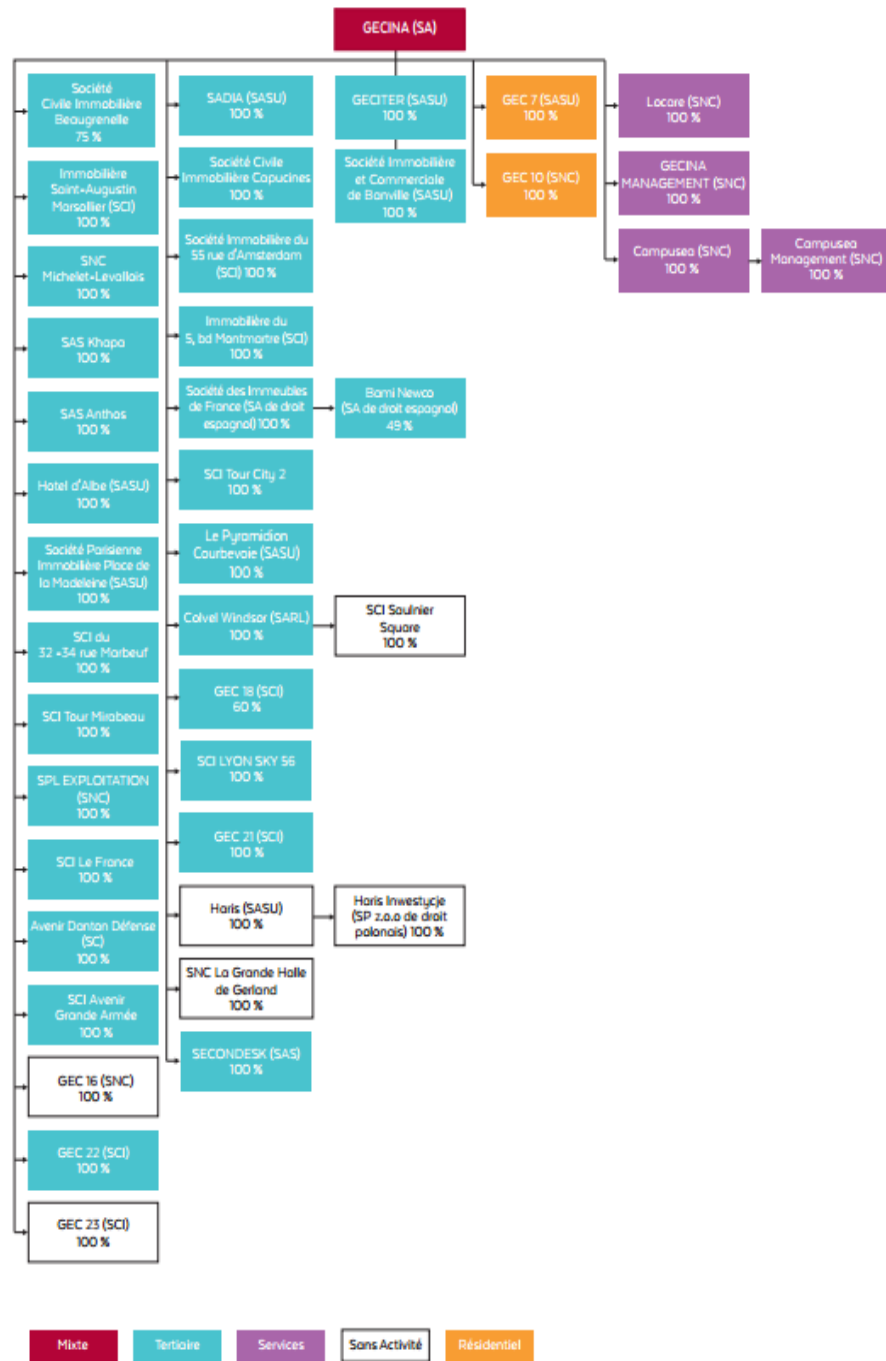 GECINA (SA)
Société
Civile Immobilière
Beaugrenelle
75 %
Immobilière
Saint-Augustin
Marsollier (SCI)
100 %
SNC
Michelet-Levallois
100 %
SAS Khapa
100 %
SAS Anthos
100 %
Hotel d'Albe (SASU)
100 %
Société Parisienne
Immobilière Place de
la Madeleine (SASU)
100 %
SCI du
32 -34 rue Marbeuf
100 %
SCI Tour Mirabeau
100 %
SPL EXPLOITATION
(SNC)
100 %
SCI Le France
100 %
Avenir Danton Défense
(SC)
100 %
SCI Avenir
Grande Armée
100 %
GEC 16 (SNC)
100 %
GEC 22 (SCI)
100 %
GEC 23 (SCI)
100 %
SADIA (SASU)
100 %
Société Civile
Immobilière Capucines
100 %
Société Immobilière du
55 rue d'Amsterdam
(SCI) 100 %
Immobilière du
5, bd Montmartre (SCI)
100 %
Société des Immeubles
de France (SA de droit
espagnol) 100 %
SCI Tour City 2
100 %
Le Pyramidion
Courbevoie (SASU)
100 %
Colvel Windsor (SARL)
100 %
GEC 18 (SCI)
60 %
SCI LYON SKY 56
100 %
GEC 21 (SCI)
100 %
Haris (SASU)
100 %
SNC La Grande Halle
de Gerland
100 %
SECONDESK (SAS)
100 %
GECITER (SASU)
100 %
Société Immobilière
et Commerciale
de Banville (SASU)
100 %
Bami Newco
(SA de droit espagnol)
49 %
SCI Saulnier
Square
100 %
Haris Inwestycje
(SP z.o.o de droit
polonais) 100 %
GEC 7 (SASU)
100 %
GEC 10 (SNC)
100 %
Locare (SNC)
100 %
GECINA
MANAGEMENT (SNC)
100 %
Campusea (SNC)
100 %
Campusea
Management (SNC)
100 %
Mixte
Tertiaire
Services
Sans Activité
Résidentiel